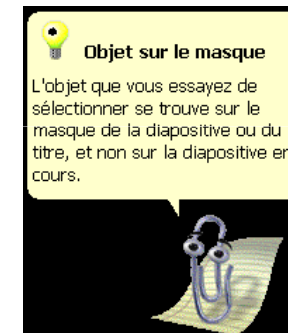 Objet sur le masque
L'objet que vous essayez de
sélectionner se trouve sur le
masque de la diapositive ou du
titre, et non sur la diapositive en
cours.